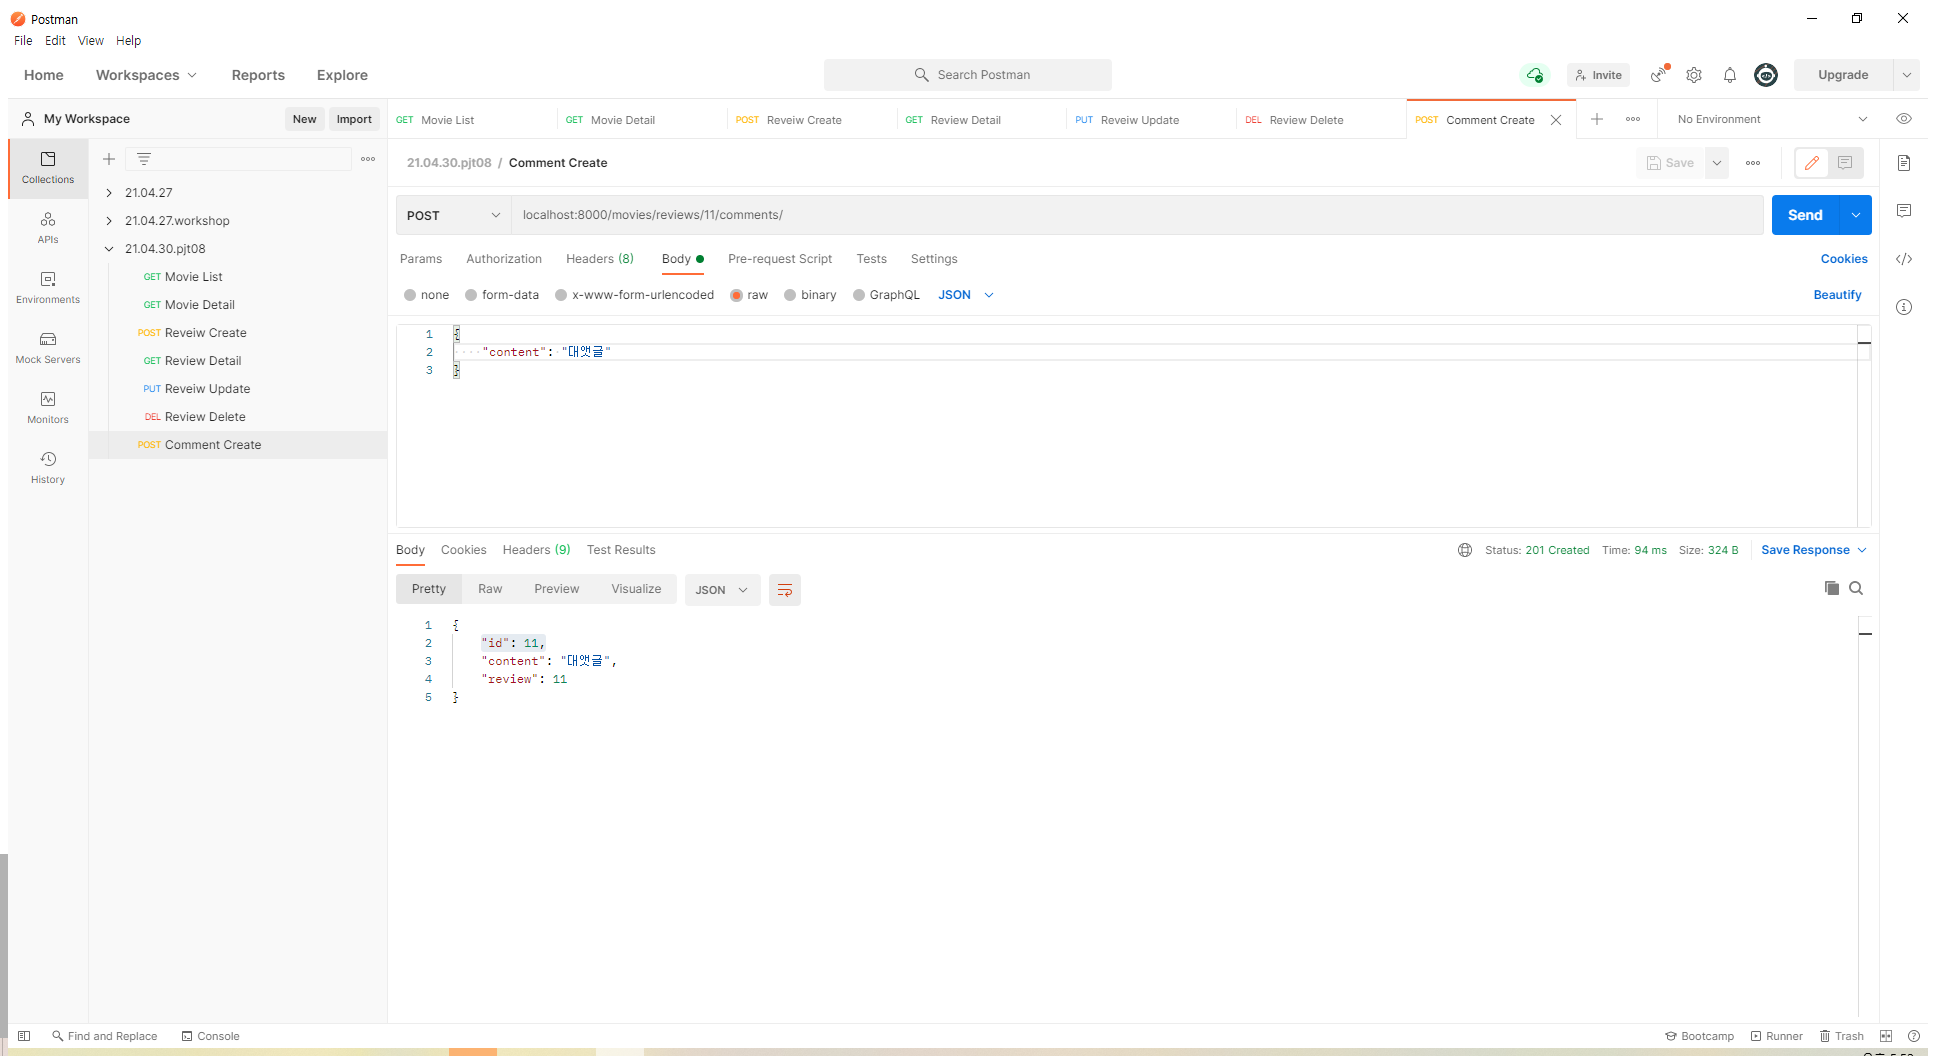 Postman
File Edit View Help
Home Workspaces Reports Explore Search Postman Invite Upgrade
My Workspace New Import GET Movie List GET Movie Detail POST Reveiw Create GET Review Detail PUT Reveiw Update DEL Review Delete POST Comment Create No Environment
Collections
APIs
Environments
Mock Servers
Monitors
History
21.04.27
21.04.27.workshop
21.04.30.pjt08
GET Movie List
GET Movie Detail
POST Reveiw Create
GET Review Detail
PUT Reveiw Update
DEL Review Delete
POST Comment Create
21.04.30.pjt08 / Comment Create Save
POST localhost:8000/movies/reviews/11/comments/ Send
Params Authorization Headers (8) Body Pre-request Script Tests Settings Cookies
none form-data x-www-form-urlencoded raw binary GraphQL JSON Beautify
1 {
2 "content": "대앳글"
3 }
Body Cookies Headers (9) Test Results Status: 201 Created Time: 94 ms Size: 324 B Save Response
Pretty Raw Preview Visualize JSON
1 {
2 "id": 11,
3 "content": "대앳글",
4 "review": 11
5 }
Find and Replace Console Bootcamp Runner Trash